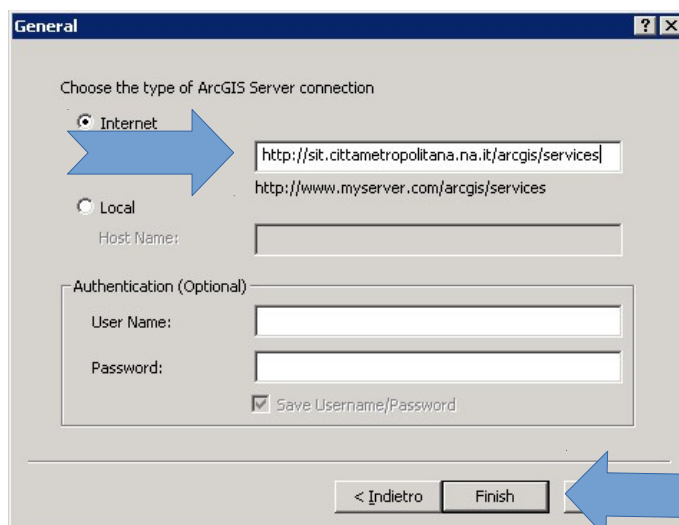 General
Choose the type of ArcGIS Server connection
Internet
http://sit.cittametropolitana.na.it/arcgis/services
http://www.myserver.com/arcgis/services
Local
Host Name:
Authentication (Optional)
User Name:
Password:
Save Username/Password
< Indietro
Finish